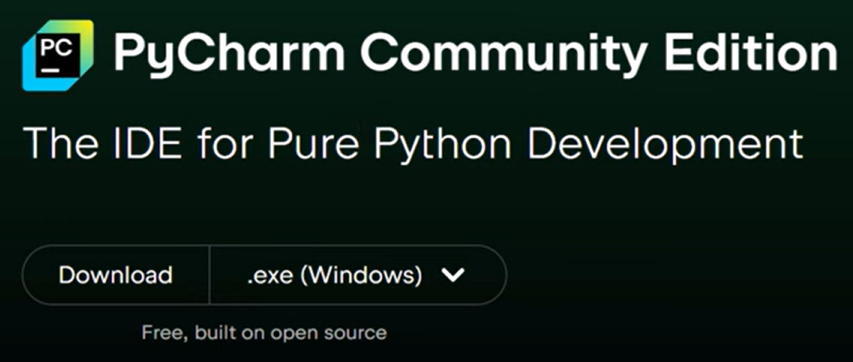 PC PyCharm Community Edition
The IDE for Pure Python Development
Download .exe (Windows)
Free, built on open source